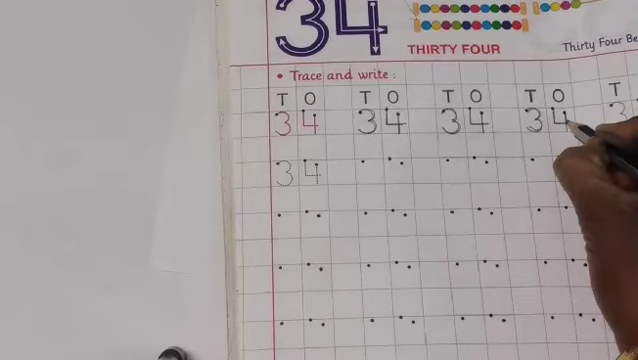 34
THIRTY FOUR
Thirty Four Be
• Trace and write :
T O T O T O T O T
34 34 34 34 3
34